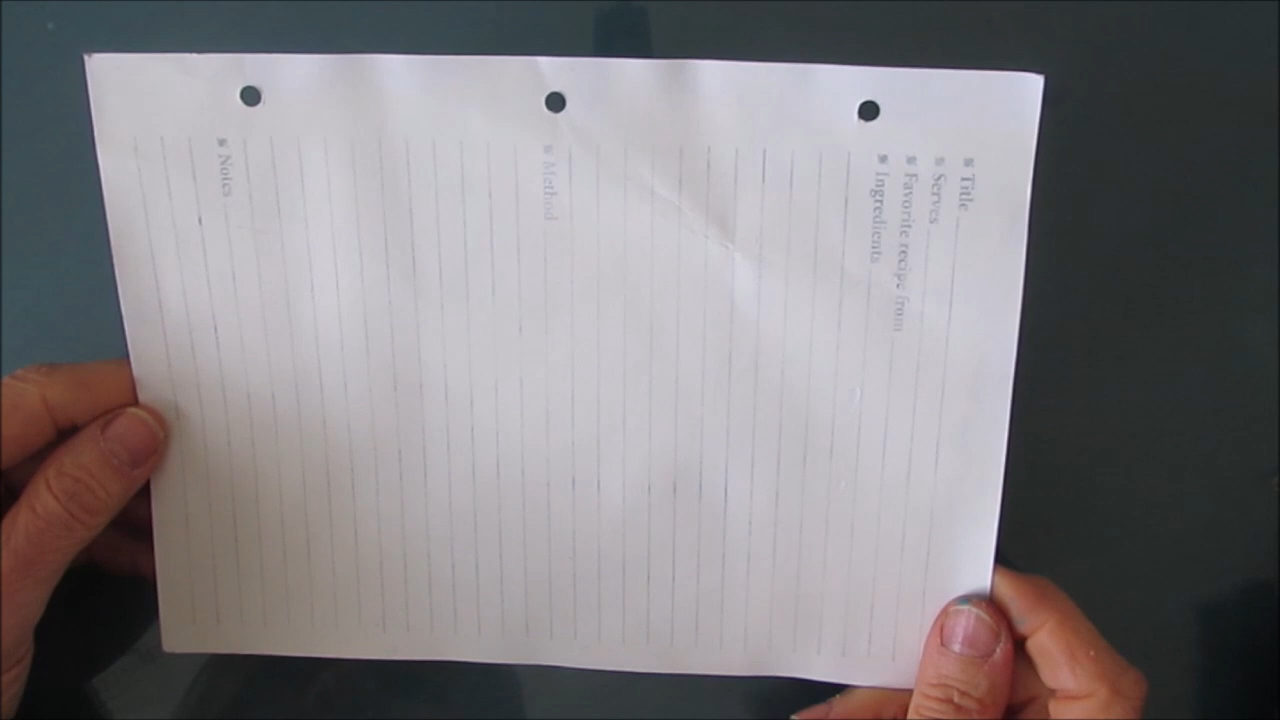 Title
Serves
Favorite recipe from
Ingredients
Method
Notes